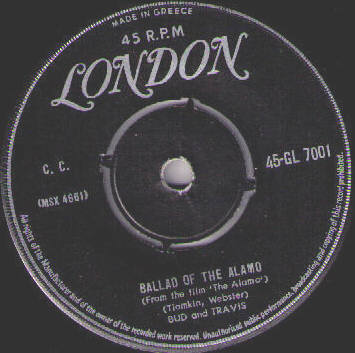 MADE IN GREECE
45 R.P.M
LONDON
C. C.
45-GL 7001
(MSX 4661)
BALLAD OF THE ALAMO
(From the film 'The Alamo')
(Tiomkin, Webster)
BUD and TRAVIS
All rights of the Manufacturer and of the owner of the recorded work reserved. Unauthorised public performance, broadcasting and copying of this record prohibited.